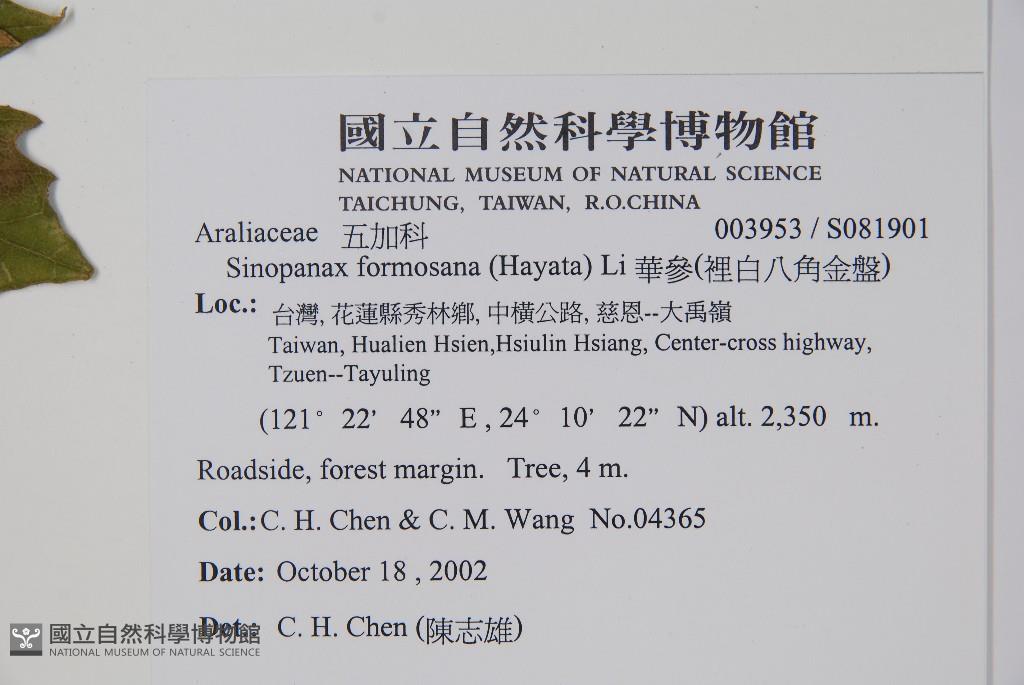 國立自然科學博物館
NATIONAL MUSEUM OF NATURAL SCIENCE
TAICHUNG, TAIWAN, R.O.CHINA
Araliaceae 五加科 003953 / S081901
Sinopanax formosana (Hayata) Li 華參(裡白八角金盤)
Loc.: 台灣, 花蓮縣秀林鄉, 中橫公路, 慈恩--大禹嶺
Taiwan, Hualien Hsien,Hsiulin Hsiang, Center-cross highway,
Tzuen--Tayuling
(121° 22’ 48” E , 24° 10’ 22” N) alt. 2,350 m.
Roadside, forest margin. Tree, 4 m.
Col.: C. H. Chen & C. M. Wang No.04365
Date: October 18 , 2002
Det.: C. H. Chen (陳志雄)
國立自然科學博物館
NATIONAL MUSEUM OF NATURAL SCIENCE